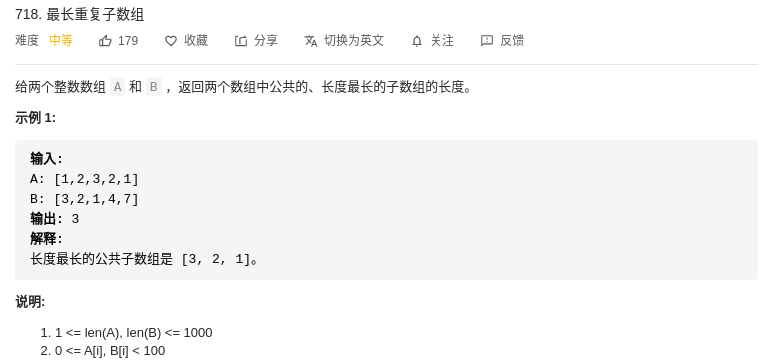 718. 最长重复子数组
难度 中等 179 收藏 分享 切换为英文 关注 反馈
给两个整数数组 A 和 B ，返回两个数组中公共的、长度最长的子数组的长度。
示例 1:
输入:
A: [1,2,3,2,1]
B: [3,2,1,4,7]
输出: 3
解释:
长度最长的公共子数组是 [3, 2, 1]。
说明:
1. 1 <= len(A), len(B) <= 1000
2. 0 <= A[i], B[i] < 100